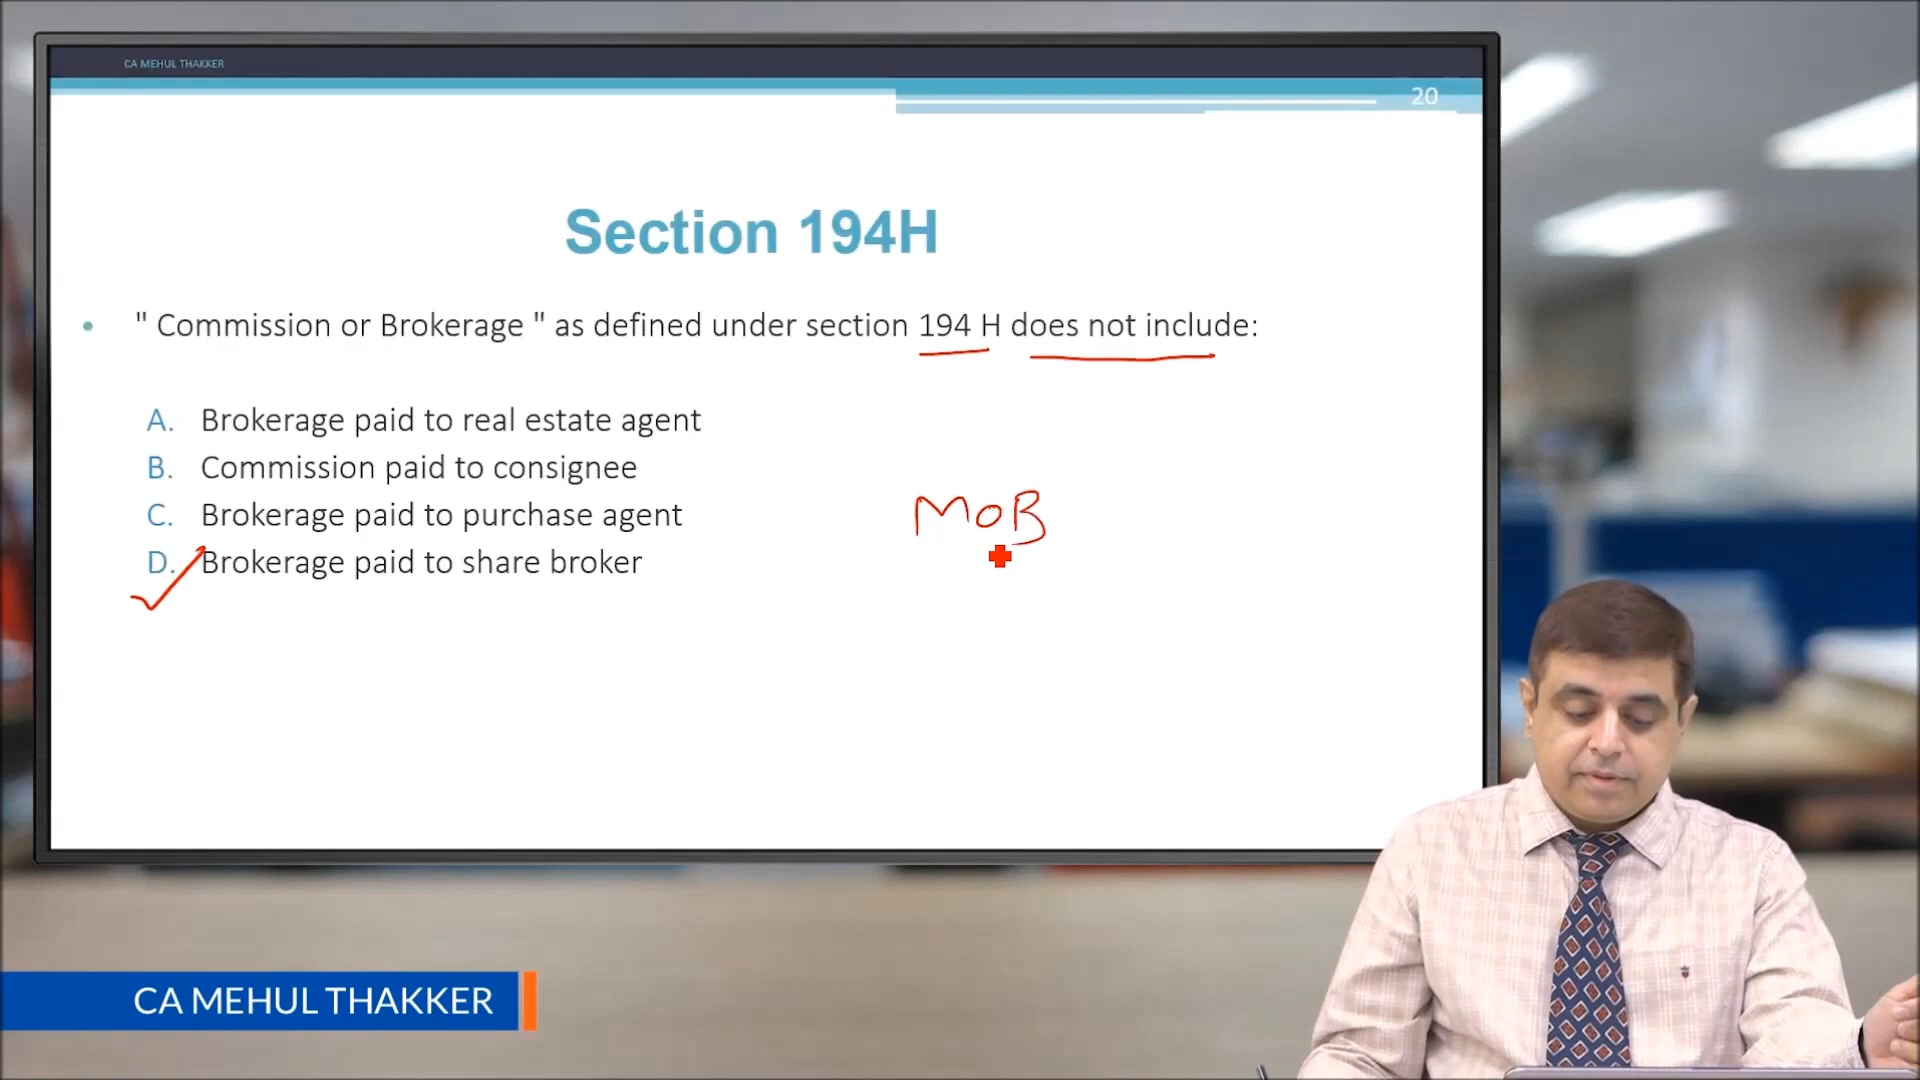 CA MEHUL THAKKER
20
Section 194H
• " Commission or Brokerage " as defined under section 194 H does not include:
A. Brokerage paid to real estate agent
B. Commission paid to consignee
C. Brokerage paid to purchase agent
MOB
D. Brokerage paid to share broker
CA MEHUL THAKKER